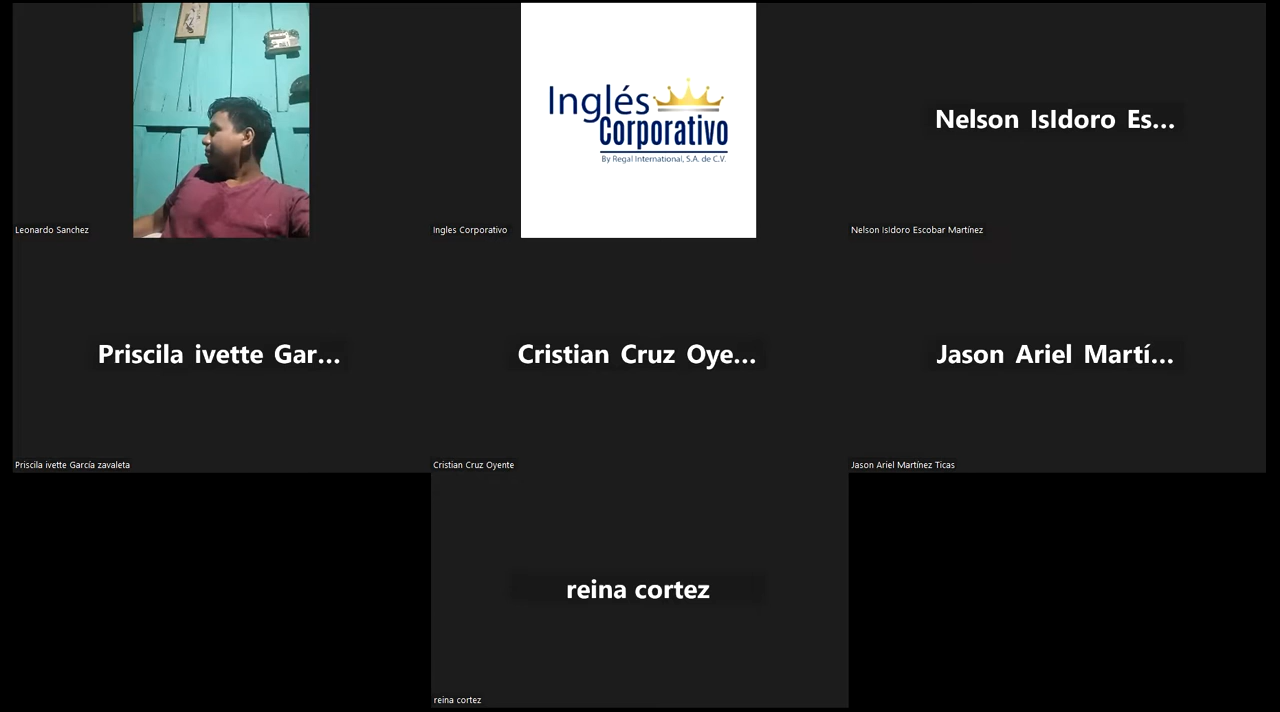 Inglés
Corporativo
By Regal International, S.A. de C.V.
Nelson IsIdoro Es...
Leonardo Sanchez
Ingles Corporativo
Nelson IsIdoro Escobar Martínez
Priscila ivette Gar...
Cristian Cruz Oye...
Jason Ariel Martí...
Priscila ivette García zavaleta
Cristian Cruz Oyente
Jason Ariel Martínez Ticas
reina cortez
reina cortez